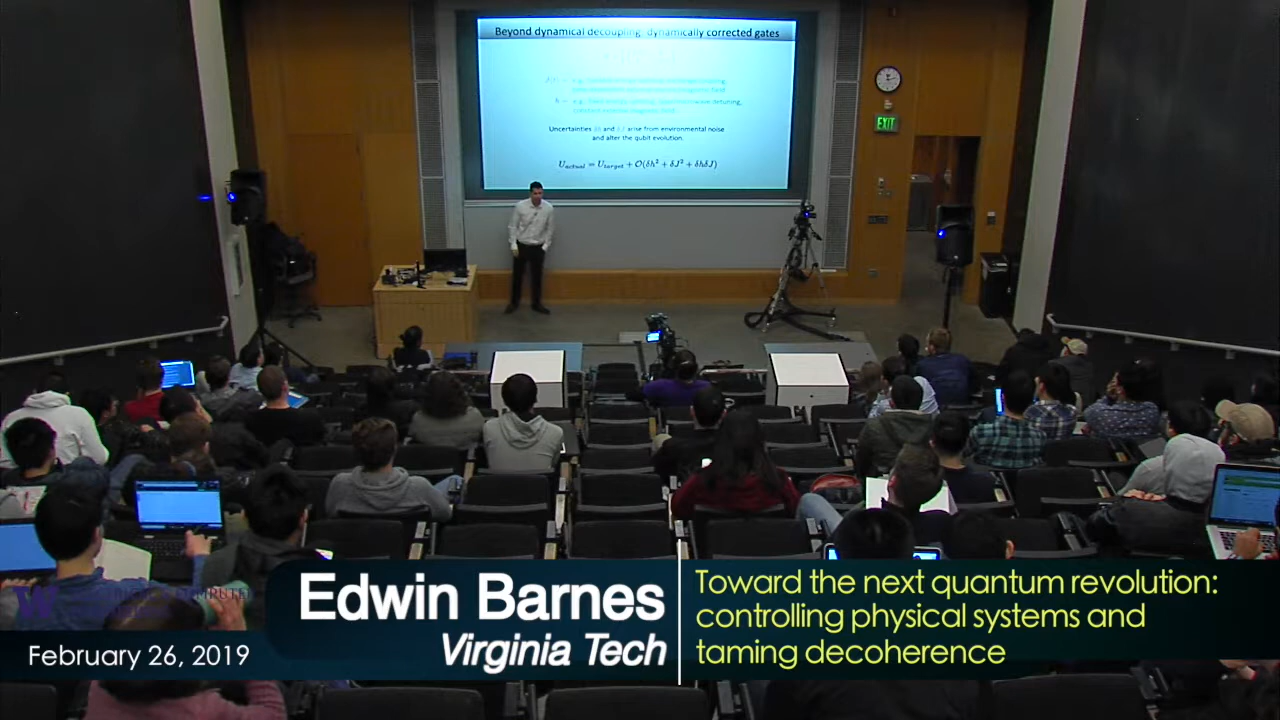 Beyond dynamical decoupling: dynamically corrected gates
Uncertainties δh and δJ arise from environmental noise
and alter the qubit evolution.
U_actual = U_target + O(δh² + δJ² + δhδJ)
EXIT
Edwin Barnes
Virginia Tech
Toward the next quantum revolution:
controlling physical systems and
taming decoherence
W
COMPUTER
February 26, 2019